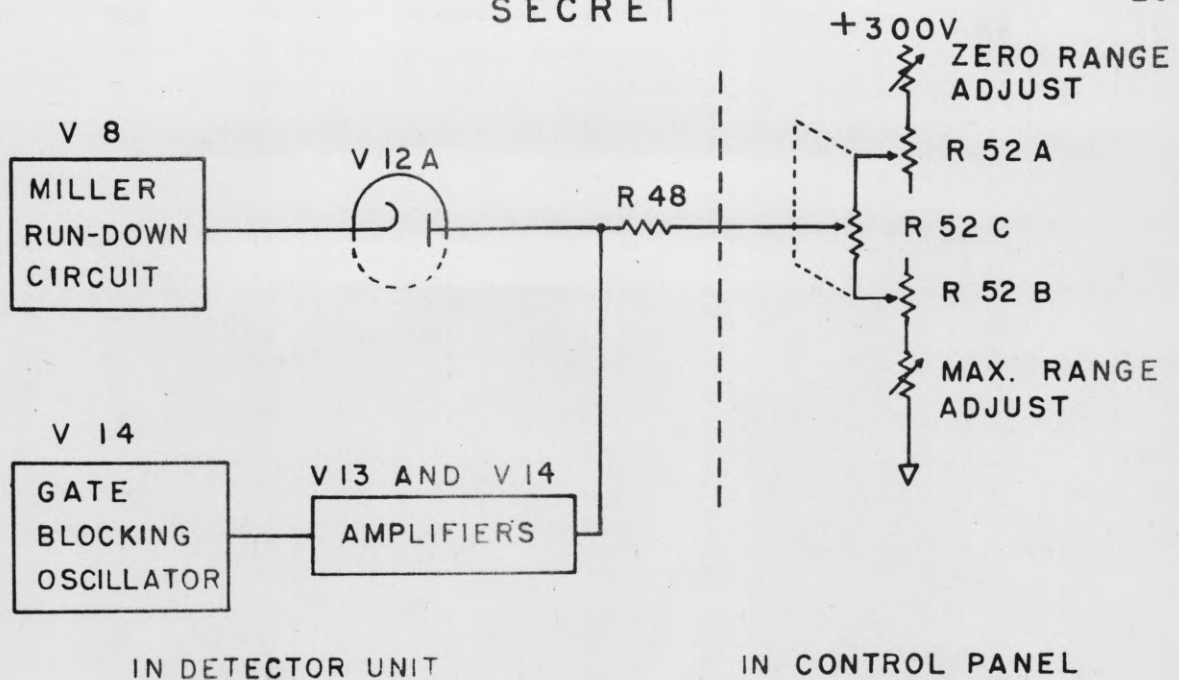 SECRET
+300V
ZERO RANGE
ADJUST
V 8
MILLER
RUN-DOWN
CIRCUIT
V 12 A
R 48
R 52 A
R 52 C
R 52 B
MAX. RANGE
ADJUST
V 14
GATE
BLOCKING
OSCILLATOR
V 13 AND V 14
AMPLIFIERS
IN DETECTOR UNIT
IN CONTROL PANEL